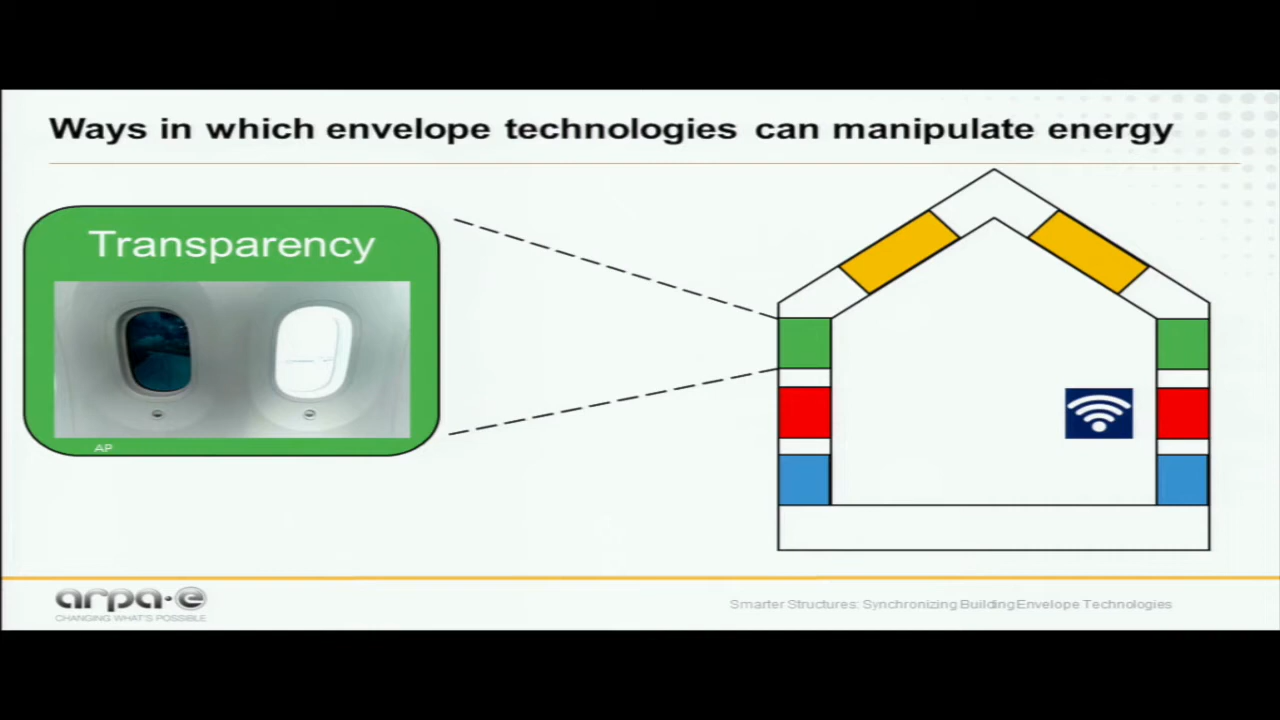 Ways in which envelope technologies can manipulate energy
Transparency
AP
arpa·e
CHANGING WHAT'S POSSIBLE
Smarter Structures: Synchronizing Building Envelope Technologies